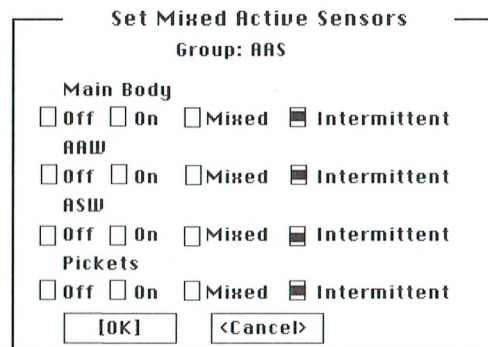 Set Mixed Active Sensors
Group: AAS
Main Body
Off On Mixed Intermittent
AAW
Off On Mixed Intermittent
ASW
Off On Mixed Intermittent
Pickets
Off On Mixed Intermittent
[OK] <Cancel>